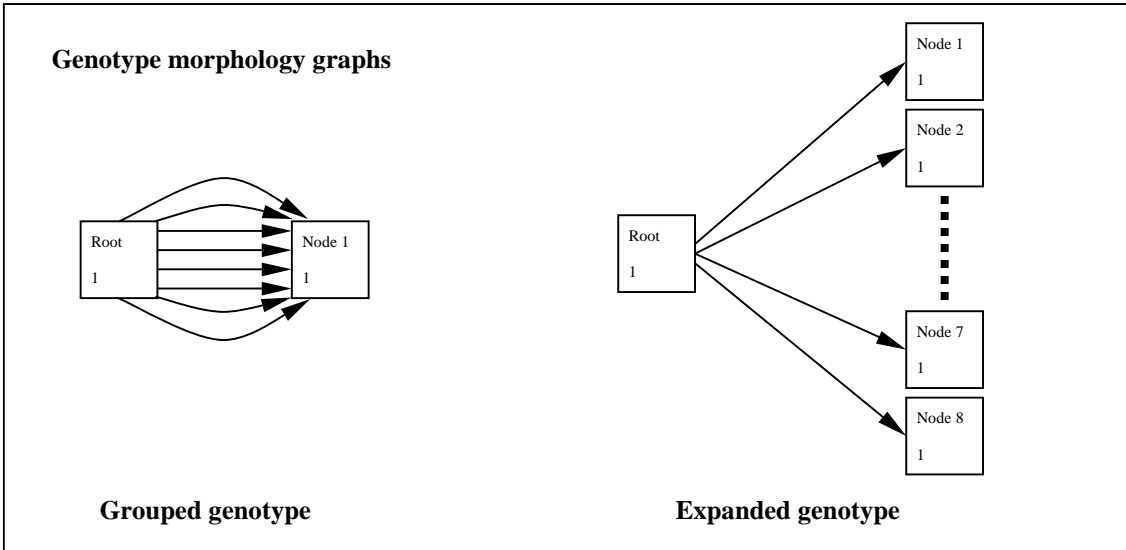 Genotype morphology graphs
Root
1
Node 1
1
Grouped genotype
Root
1
Node 1
1
Node 2
1
Node 7
1
Node 8
1
Expanded genotype